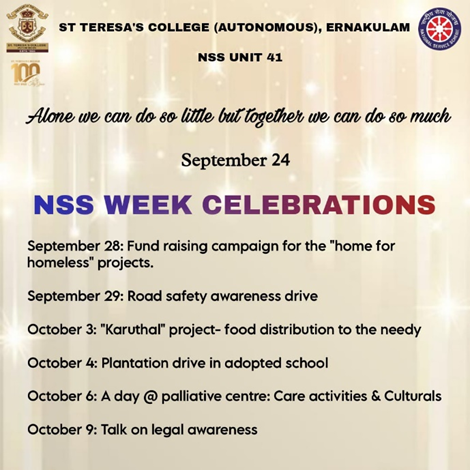 ST TERESA'S COLLEGE (AUTONOMOUS), ERNAKULAM
NSS UNIT 41
100
Alone we can do so little but together we can do so much
September 24
NSS WEEK CELEBRATIONS
September 28: Fund raising campaign for the "home for
homeless" projects.
September 29: Road safety awareness drive
October 3: "Karuthal" project- food distribution to the needy
October 4: Plantation drive in adopted school
October 6: A day @ palliative centre: Care activities & Culturals
October 9: Talk on legal awareness